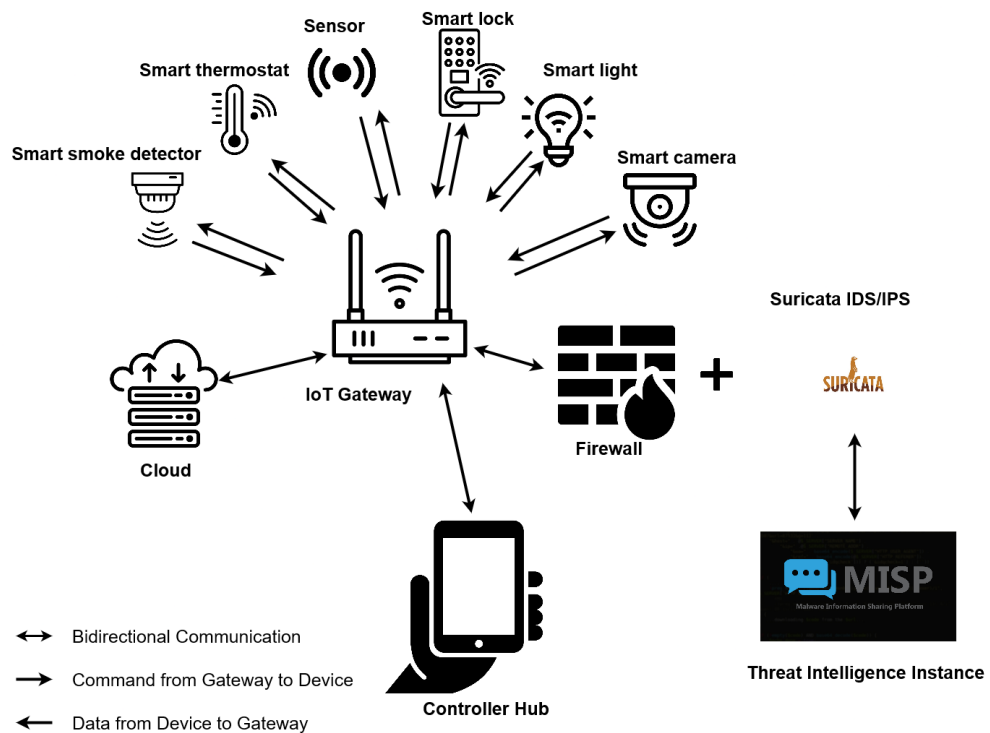 Smart lock
Sensor
Smart thermostat
Smart light
Smart smoke detector
Smart camera
Suricata IDS/IPS
SURICATA
IoT Gateway
Firewall
Cloud
MISP
Malware Information Sharing Platform
Bidirectional Communication
Command from Gateway to Device
Threat Intelligence Instance
Controller Hub
Data from Device to Gateway